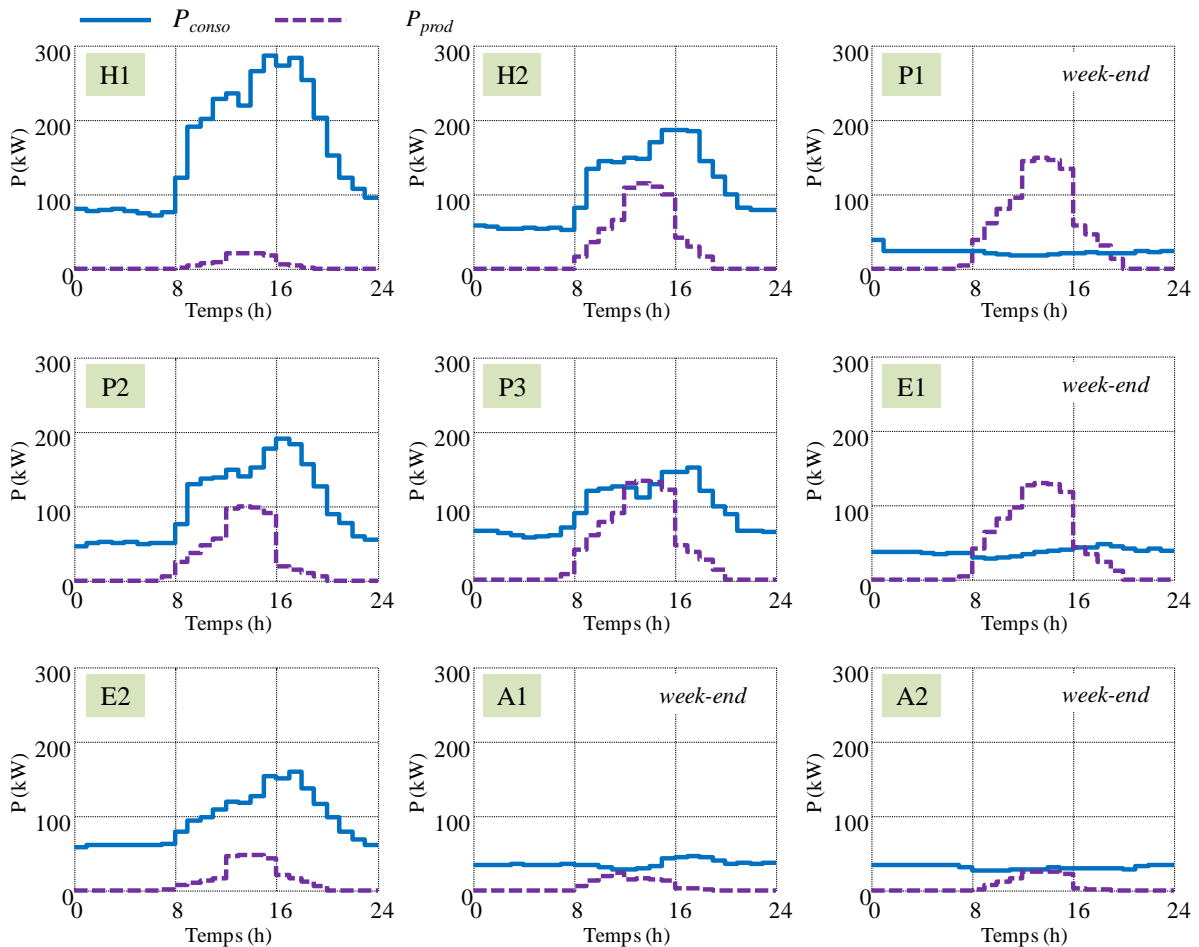 P_conso P_prod
H1
300
200
100
0
P (kW)
0 8 16 24
Temps (h)
H2
300
200
100
0
P (kW)
0 8 16 24
Temps (h)
P1 week-end
300
200
100
0
P (kW)
0 8 16 24
Temps (h)
P2
300
200
100
0
P (kW)
0 8 16 24
Temps (h)
P3
300
200
100
0
P (kW)
0 8 16 24
Temps (h)
E1 week-end
300
200
100
0
P (kW)
0 8 16 24
Temps (h)
E2
300
200
100
0
P (kW)
0 8 16 24
Temps (h)
A1 week-end
300
200
100
0
P (kW)
0 8 16 24
Temps (h)
A2 week-end
300
200
100
0
P (kW)
0 8 16 24
Temps (h)